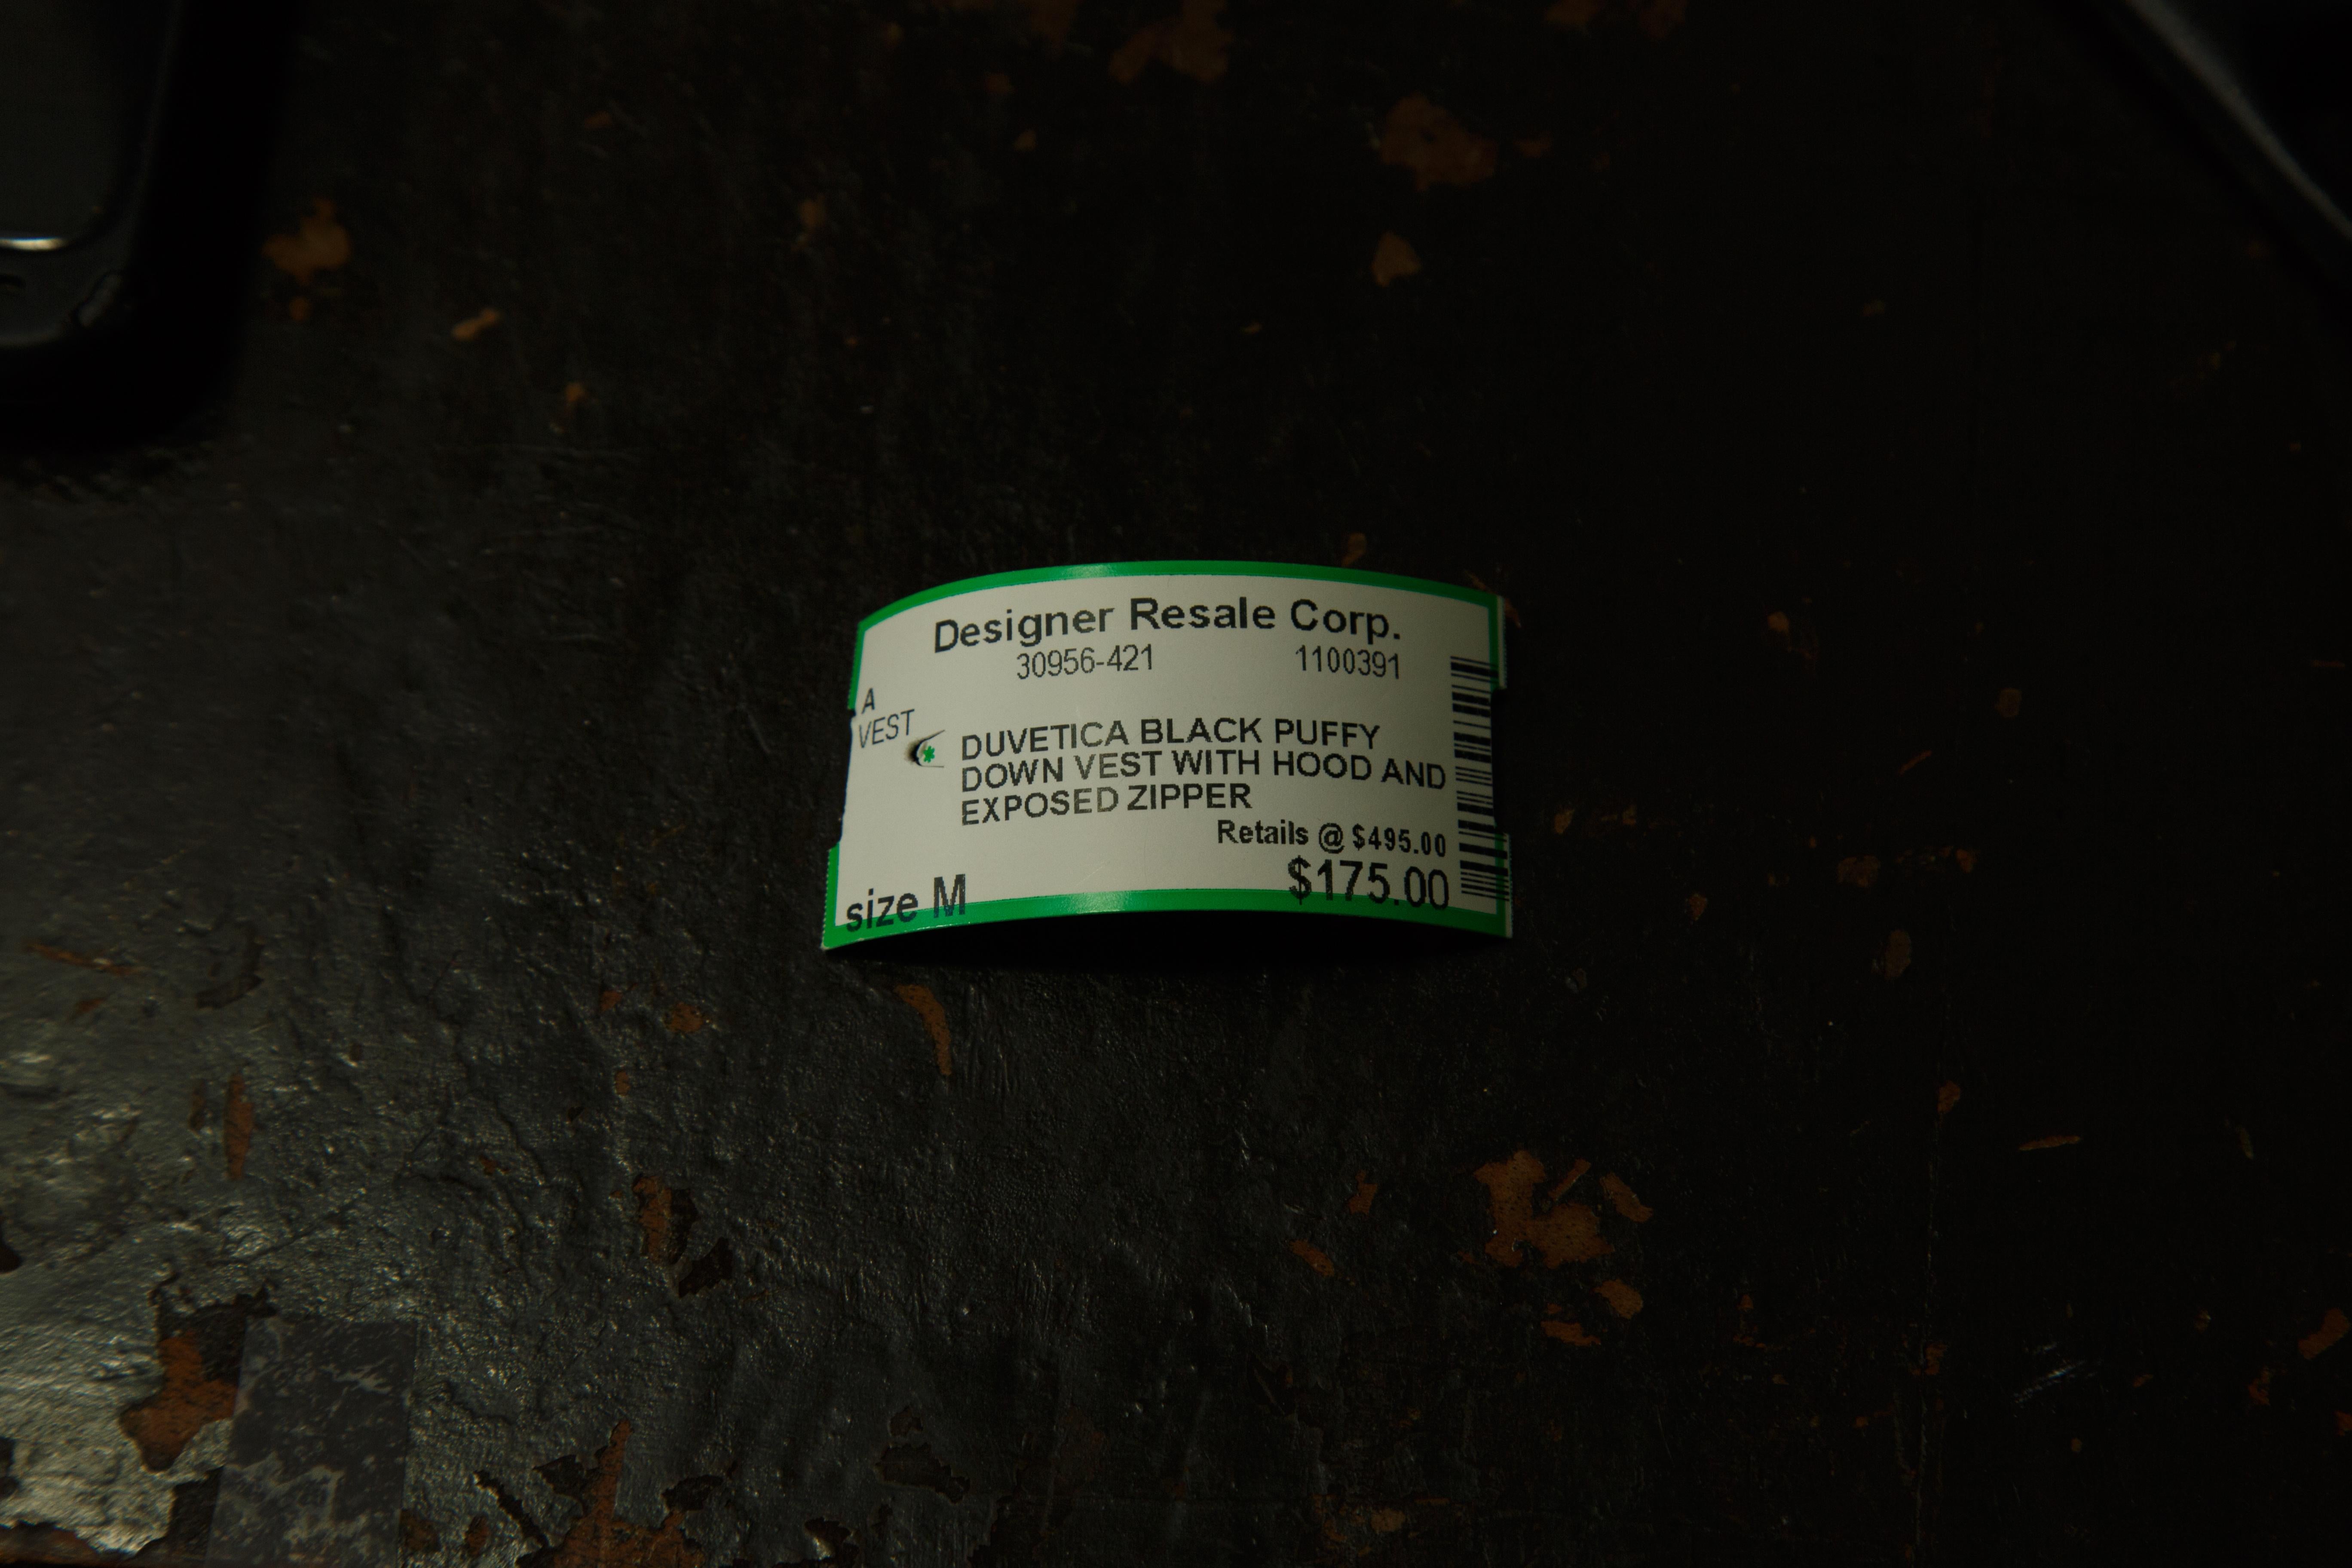 Designer Resale Corp.
30956-421 1100391
A
VEST
DUVETICA BLACK PUFFY
DOWN VEST WITH HOOD AND
EXPOSED ZIPPER
Retails @ $495.00
$175.00
size M